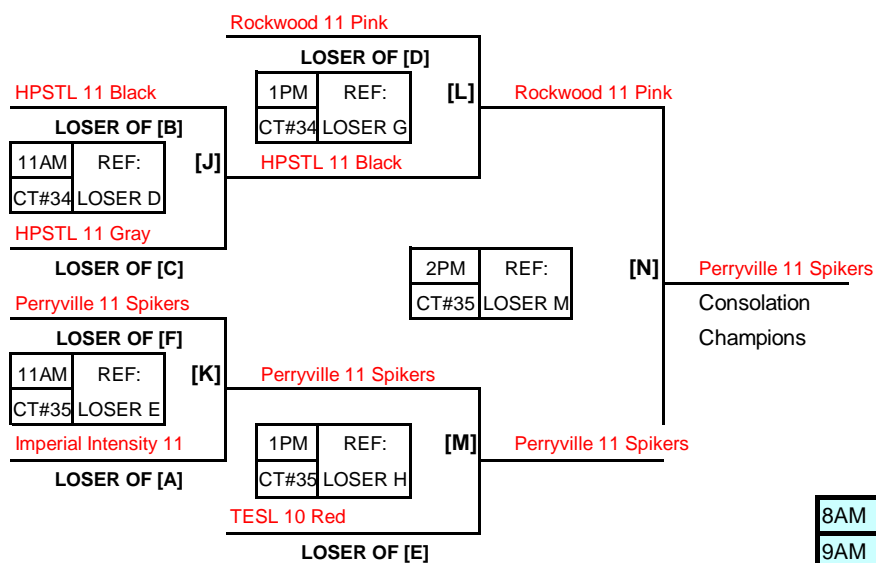 Rockwood 11 Pink
LOSER OF [D]
1PM REF: [L] Rockwood 11 Pink
HPSTL 11 Black
CT#34 LOSER G
LOSER OF [B]
11AM REF: [J] HPSTL 11 Black
CT#34 LOSER D
HPSTL 11 Gray
LOSER OF [C]
2PM REF: [N] Perryville 11 Spikers
CT#35 LOSER M Consolation
Champions
Perryville 11 Spikers
LOSER OF [F]
11AM REF: [K] Perryville 11 Spikers
CT#35 LOSER E
Imperial Intensity 11
1PM REF: [M] Perryville 11 Spikers
LOSER OF [A]
CT#35 LOSER H
TESL 10 Red
LOSER OF [E]
8AM
9AM